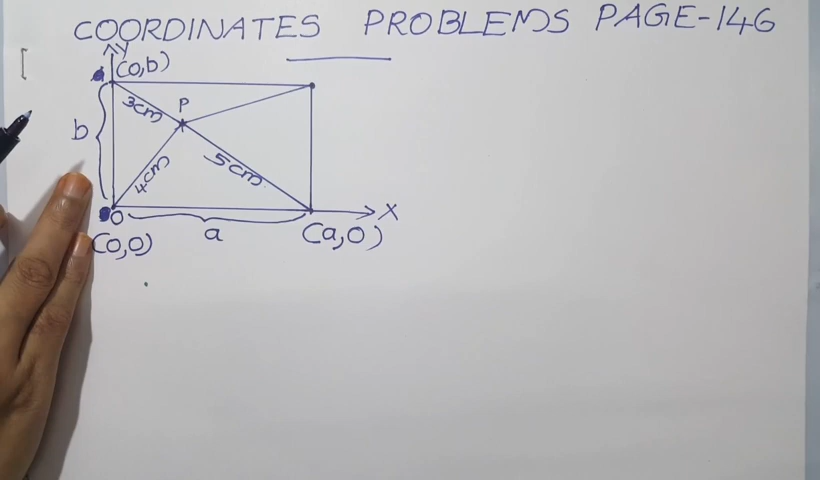 COORDINATES PROBLEMS PAGE-146
Y
(0,b)
3cm
P
b
4cm
5cm
O
X
(0,0)
a
(a,0)